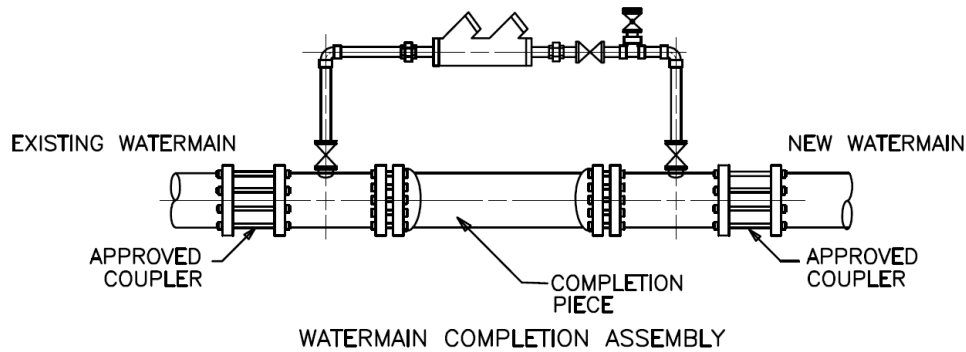 EXISTING WATERMAIN
NEW WATERMAIN
APPROVED
COUPLER
COMPLETION
PIECE
APPROVED
COUPLER
WATERMAIN COMPLETION ASSEMBLY